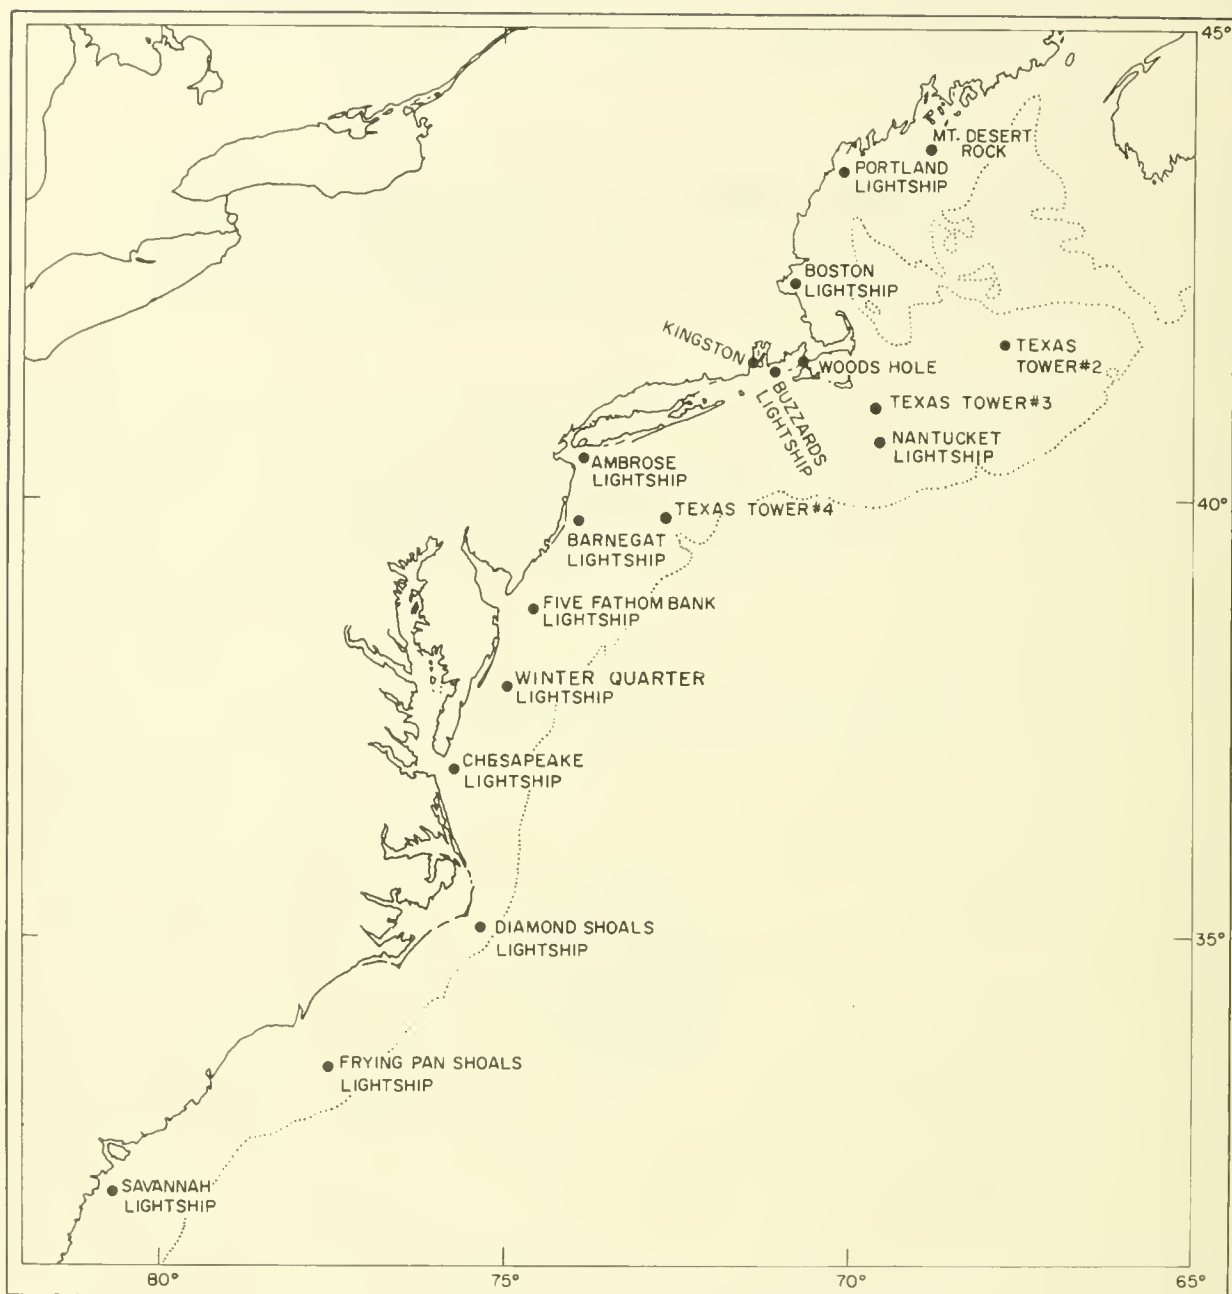 45°
MT. DESERT
ROCK
PORTLAND
LIGHTSHIP
BOSTON
LIGHTSHIP
KINGSTON
TEXAS
TOWER#2
WOODS HOLE
BUZZARDS
LIGHTSHIP
TEXAS TOWER#3
NANTUCKET
LIGHTSHIP
AMBROSE
LIGHTSHIP
40°
TEXAS TOWER#4
BARNEGAT
LIGHTSHIP
FIVE FATHOM BANK
LIGHTSHIP
WINTER QUARTER
LIGHTSHIP
CHESAPEAKE
LIGHTSHIP
DIAMOND SHOALS
LIGHTSHIP
35°
FRYING PAN SHOALS
LIGHTSHIP
SAVANNAH
LIGHTSHIP
80°
75°
70°
65°